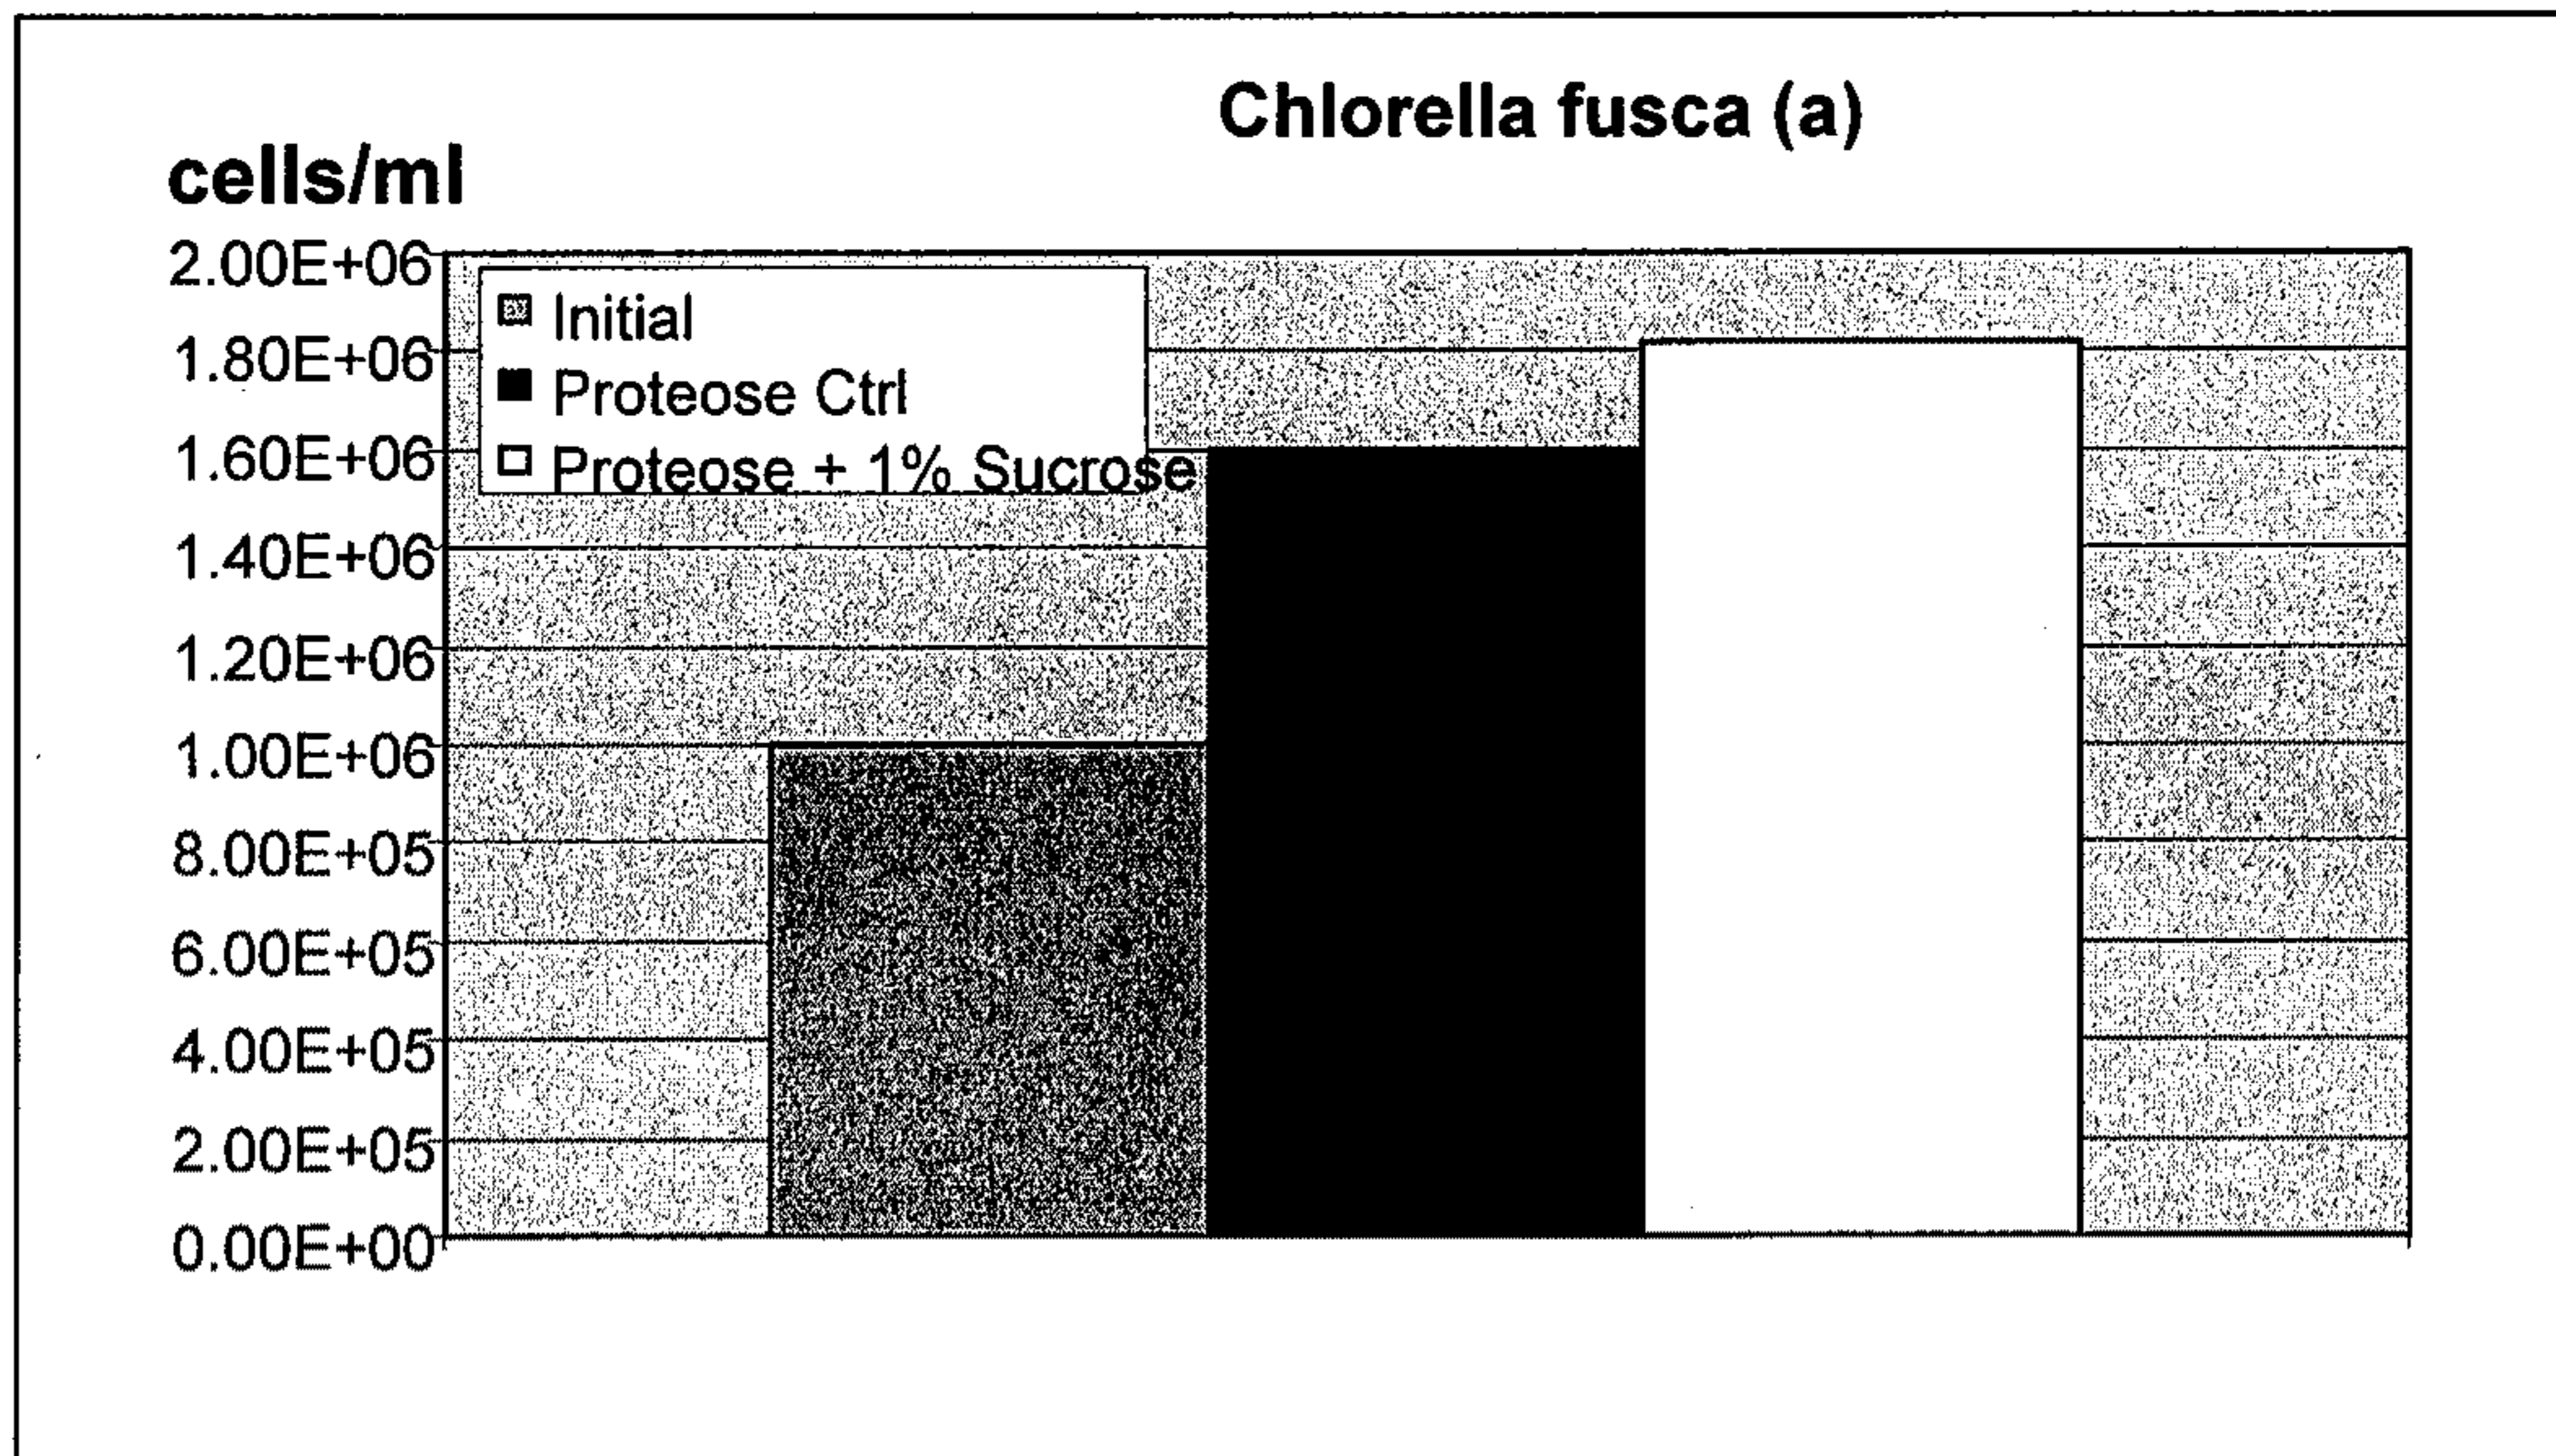 Chlorella fusca (a)
cells/ml
2.00E+06
1.80E+06
1.60E+06
1.40E+06
1.20E+06
1.00E+06
8.00E+05
6.00E+05
4.00E+05
2.00E+05
0.00E+00
Initial
Proteose Ctrl
Proteose + 1% Sucrose